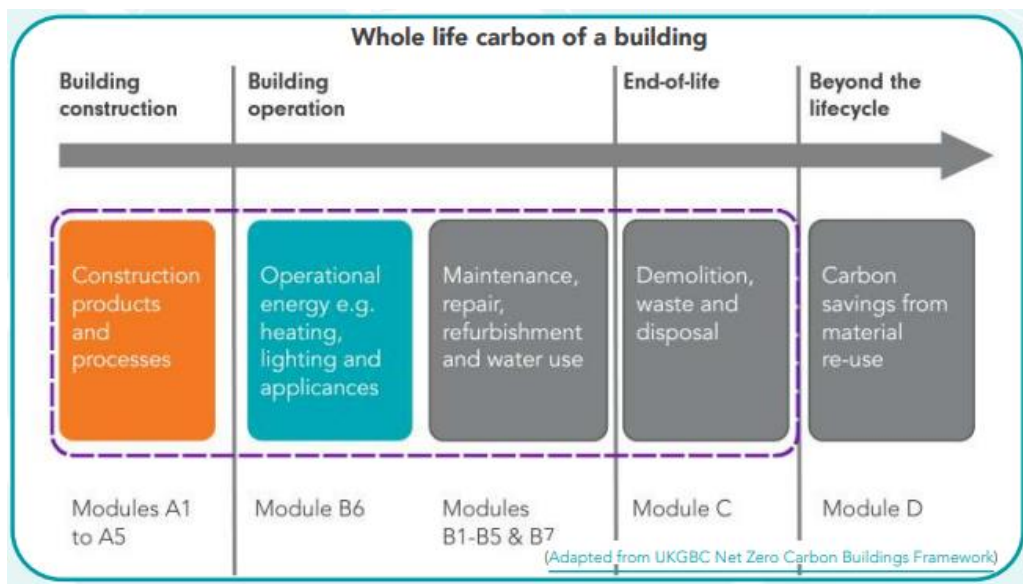 Whole life carbon of a building
Building
construction
Building
operation
End-of-life
Beyond the
lifecycle
Construction
products
and
processes
Operational
energy e.g.
heating,
lighting and
applicances
Maintenance,
repair,
refurbishment
and water use
Demolition,
waste and
disposal
Carbon
savings from
material
re-use
Modules A1
to A5
Module B6
Modules
B1-B5 & B7
Module C
Module D
(Adapted from UKGBC Net Zero Carbon Buildings Framework)